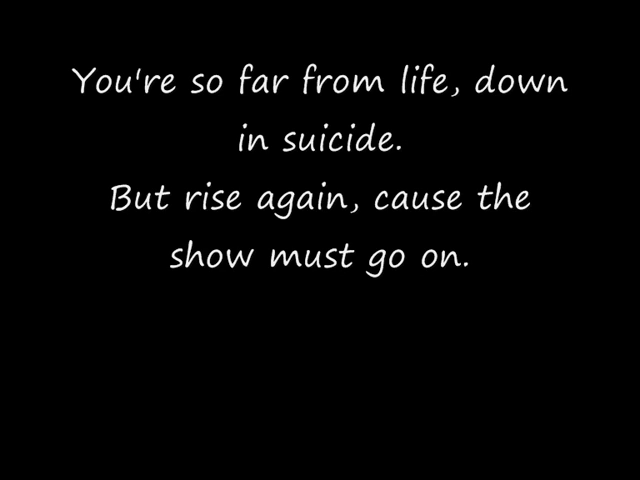 You're so far from life, down
in suicide.
But rise again, cause the
show must go on.